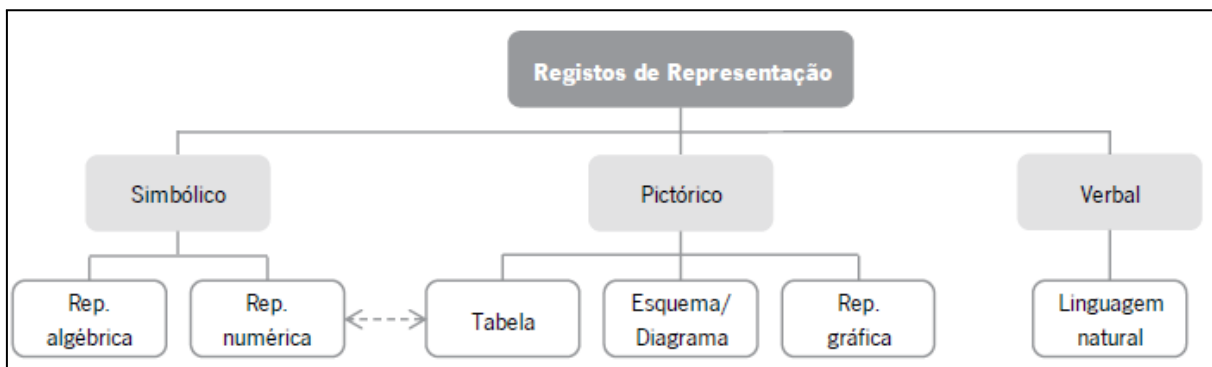 Registos de Representação
Simbólico
Pictórico
Verbal
Rep.
algébrica
Rep.
numérica
Tabela
Esquema/
Diagrama
Rep.
gráfica
Linguagem
natural